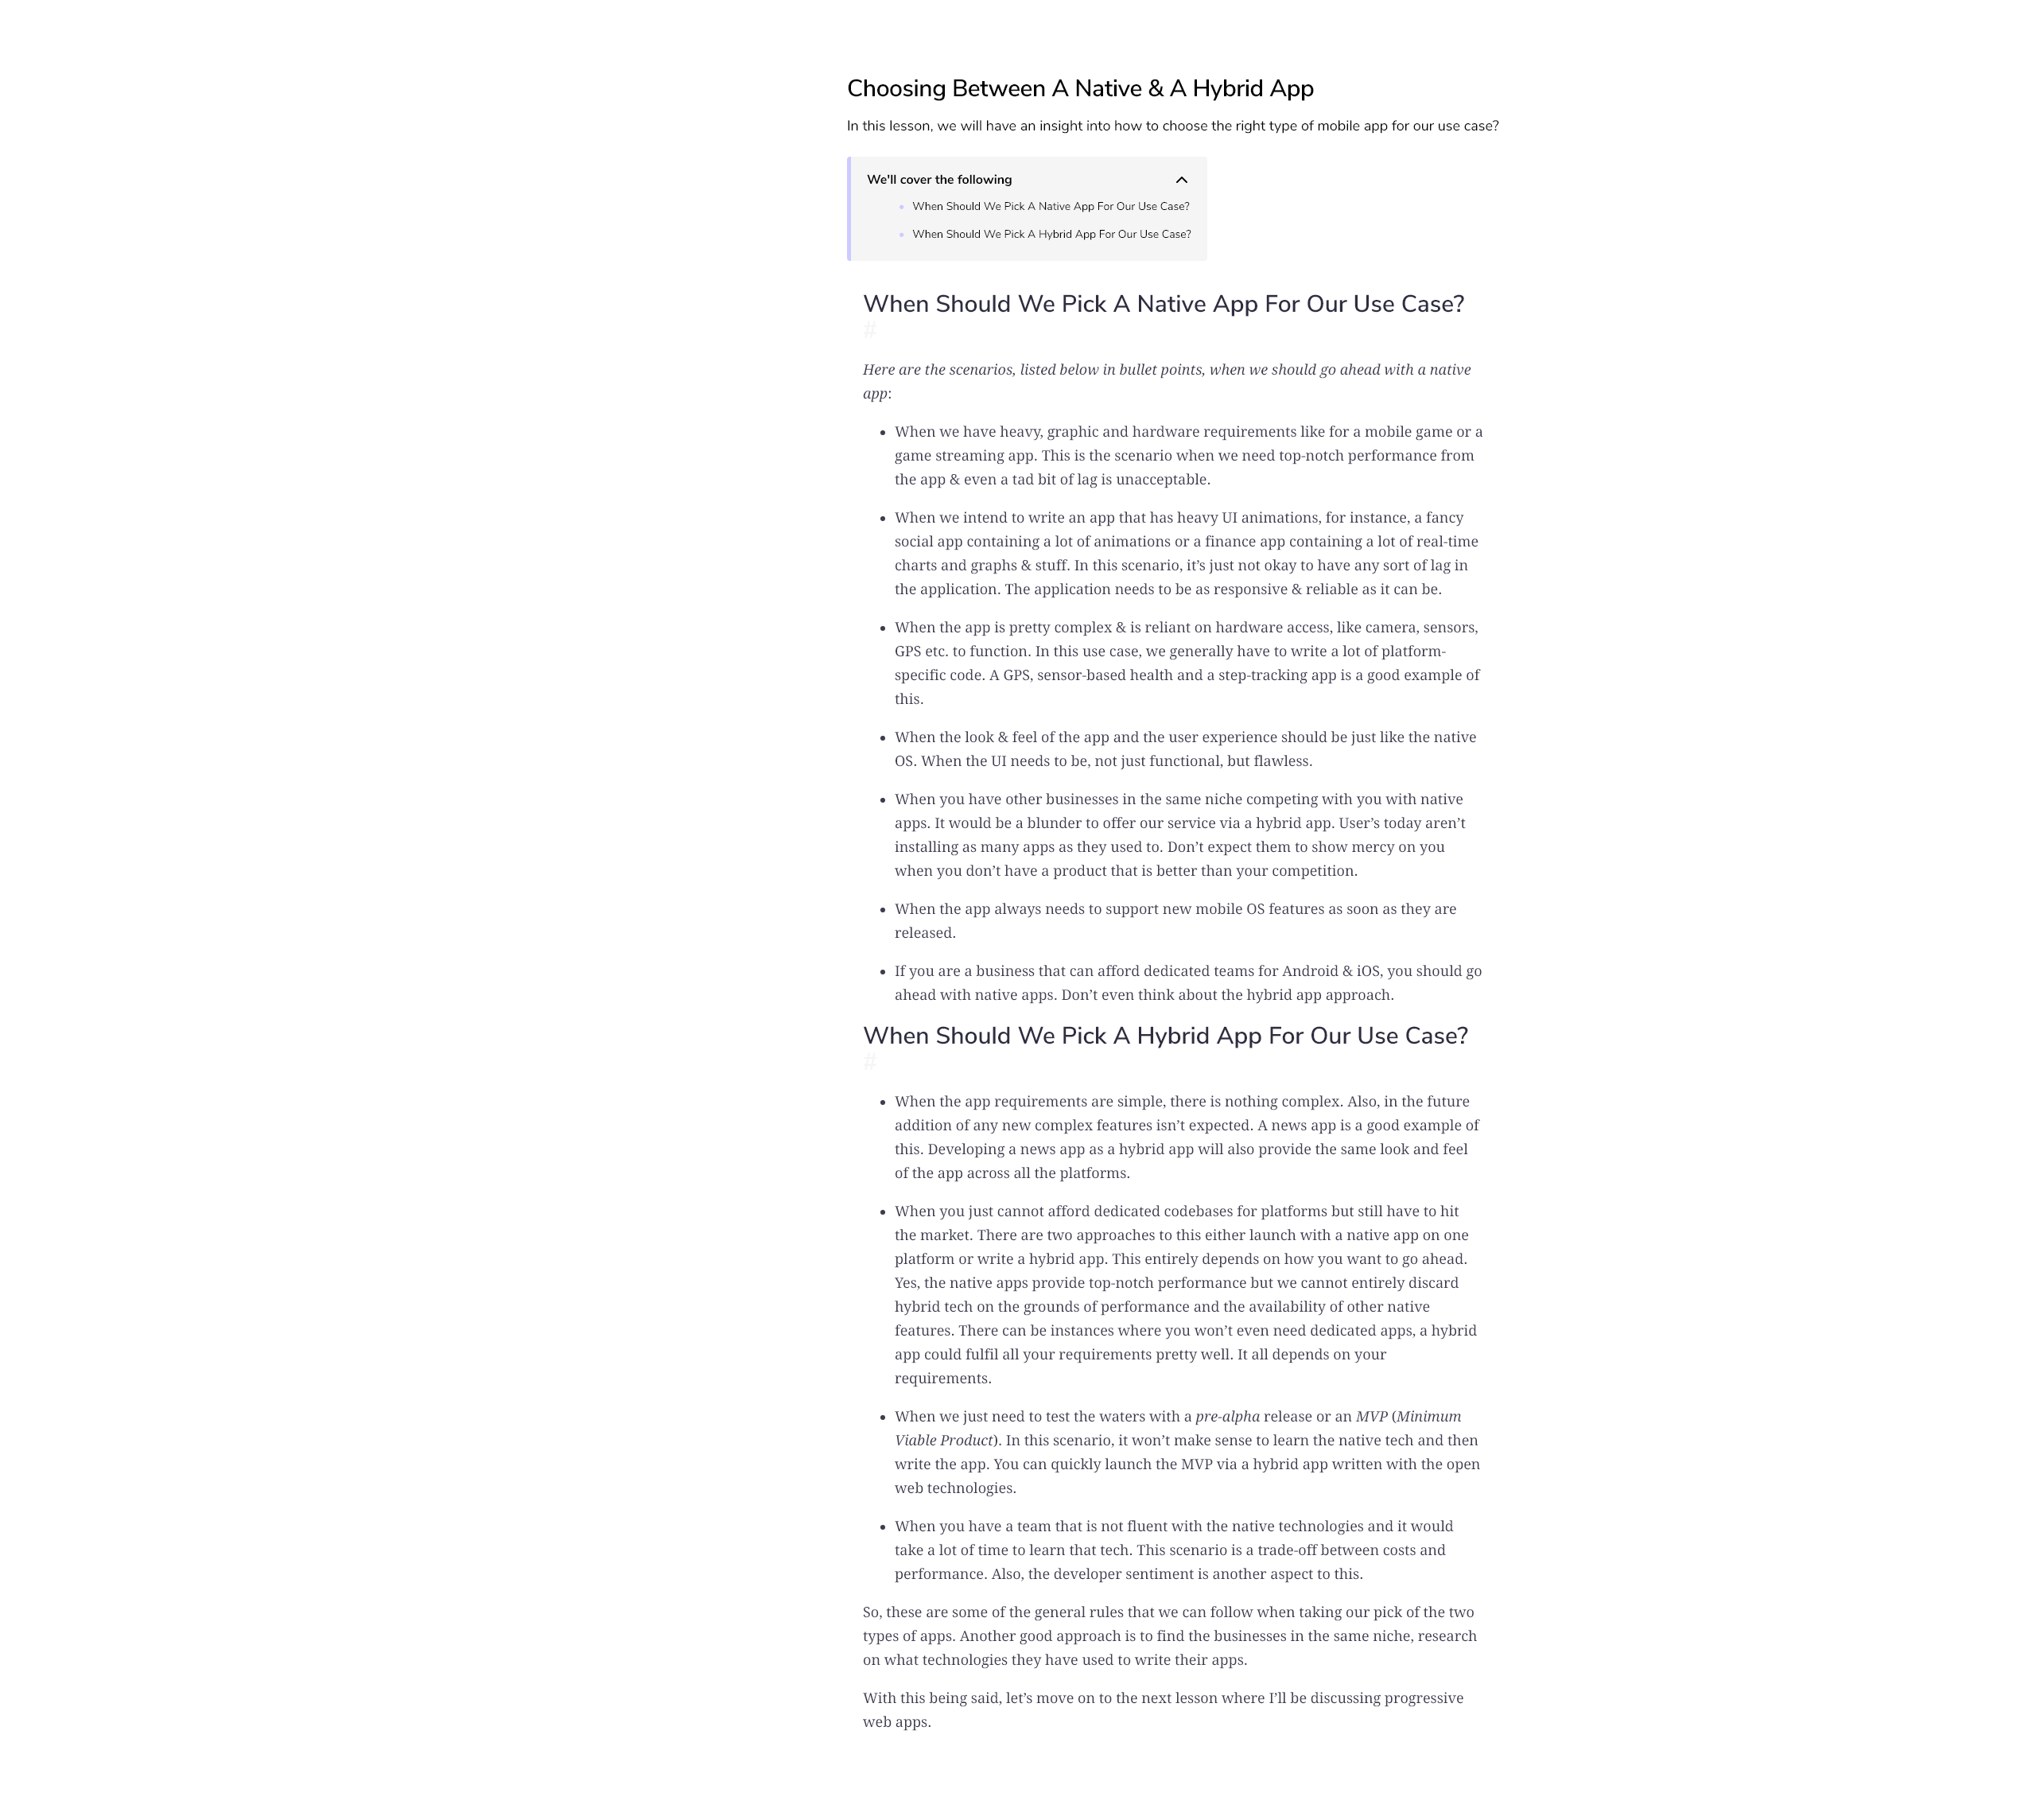 Choosing Between A Native & A Hybrid App
In this lesson, we will have an insight into how to choose the right type of mobile app for our use case?
We'll cover the following
When Should We Pick A Native App For Our Use Case?
When Should We Pick A Hybrid App For Our Use Case?
When Should We Pick A Native App For Our Use Case?
#
Here are the scenarios, listed below in bullet points, when we should go ahead with a native
app:
• When we have heavy, graphic and hardware requirements like for a mobile game or a
game streaming app. This is the scenario when we need top-notch performance from
the app & even a tad bit of lag is unacceptable.
• When we intend to write an app that has heavy UI animations, for instance, a fancy
social app containing a lot of animations or a finance app containing a lot of real-time
charts and graphs & stuff. In this scenario, it’s just not okay to have any sort of lag in
the application. The application needs to be as responsive & reliable as it can be.
• When the app is pretty complex & is reliant on hardware access, like camera, sensors,
GPS etc. to function. In this use case, we generally have to write a lot of platform-
specific code. A GPS, sensor-based health and a step-tracking app is a good example of
this.
• When the look & feel of the app and the user experience should be just like the native
OS. When the UI needs to be, not just functional, but flawless.
• When you have other businesses in the same niche competing with you with native
apps. It would be a blunder to offer our service via a hybrid app. User’s today aren’t
installing as many apps as they used to. Don’t expect them to show mercy on you
when you don’t have a product that is better than your competition.
• When the app always needs to support new mobile OS features as soon as they are
released.
• If you are a business that can afford dedicated teams for Android & iOS, you should go
ahead with native apps. Don’t even think about the hybrid app approach.
When Should We Pick A Hybrid App For Our Use Case?
#
• When the app requirements are simple, there is nothing complex. Also, in the future
addition of any new complex features isn’t expected. A news app is a good example of
this. Developing a news app as a hybrid app will also provide the same look and feel
of the app across all the platforms.
• When you just cannot afford dedicated codebases for platforms but still have to hit
the market. There are two approaches to this either launch with a native app on one
platform or write a hybrid app. This entirely depends on how you want to go ahead.
Yes, the native apps provide top-notch performance but we cannot entirely discard
hybrid tech on the grounds of performance and the availability of other native
features. There can be instances where you won’t even need dedicated apps, a hybrid
app could fulfil all your requirements pretty well. It all depends on your
requirements.
• When we just need to test the waters with a pre-alpha release or an MVP (Minimum
Viable Product). In this scenario, it won’t make sense to learn the native tech and then
write the app. You can quickly launch the MVP via a hybrid app written with the open
web technologies.
• When you have a team that is not fluent with the native technologies and it would
take a lot of time to learn that tech. This scenario is a trade-off between costs and
performance. Also, the developer sentiment is another aspect to this.
So, these are some of the general rules that we can follow when taking our pick of the two
types of apps. Another good approach is to find the businesses in the same niche, research
on what technologies they have used to write their apps.
With this being said, let’s move on to the next lesson where I’ll be discussing progressive
web apps.